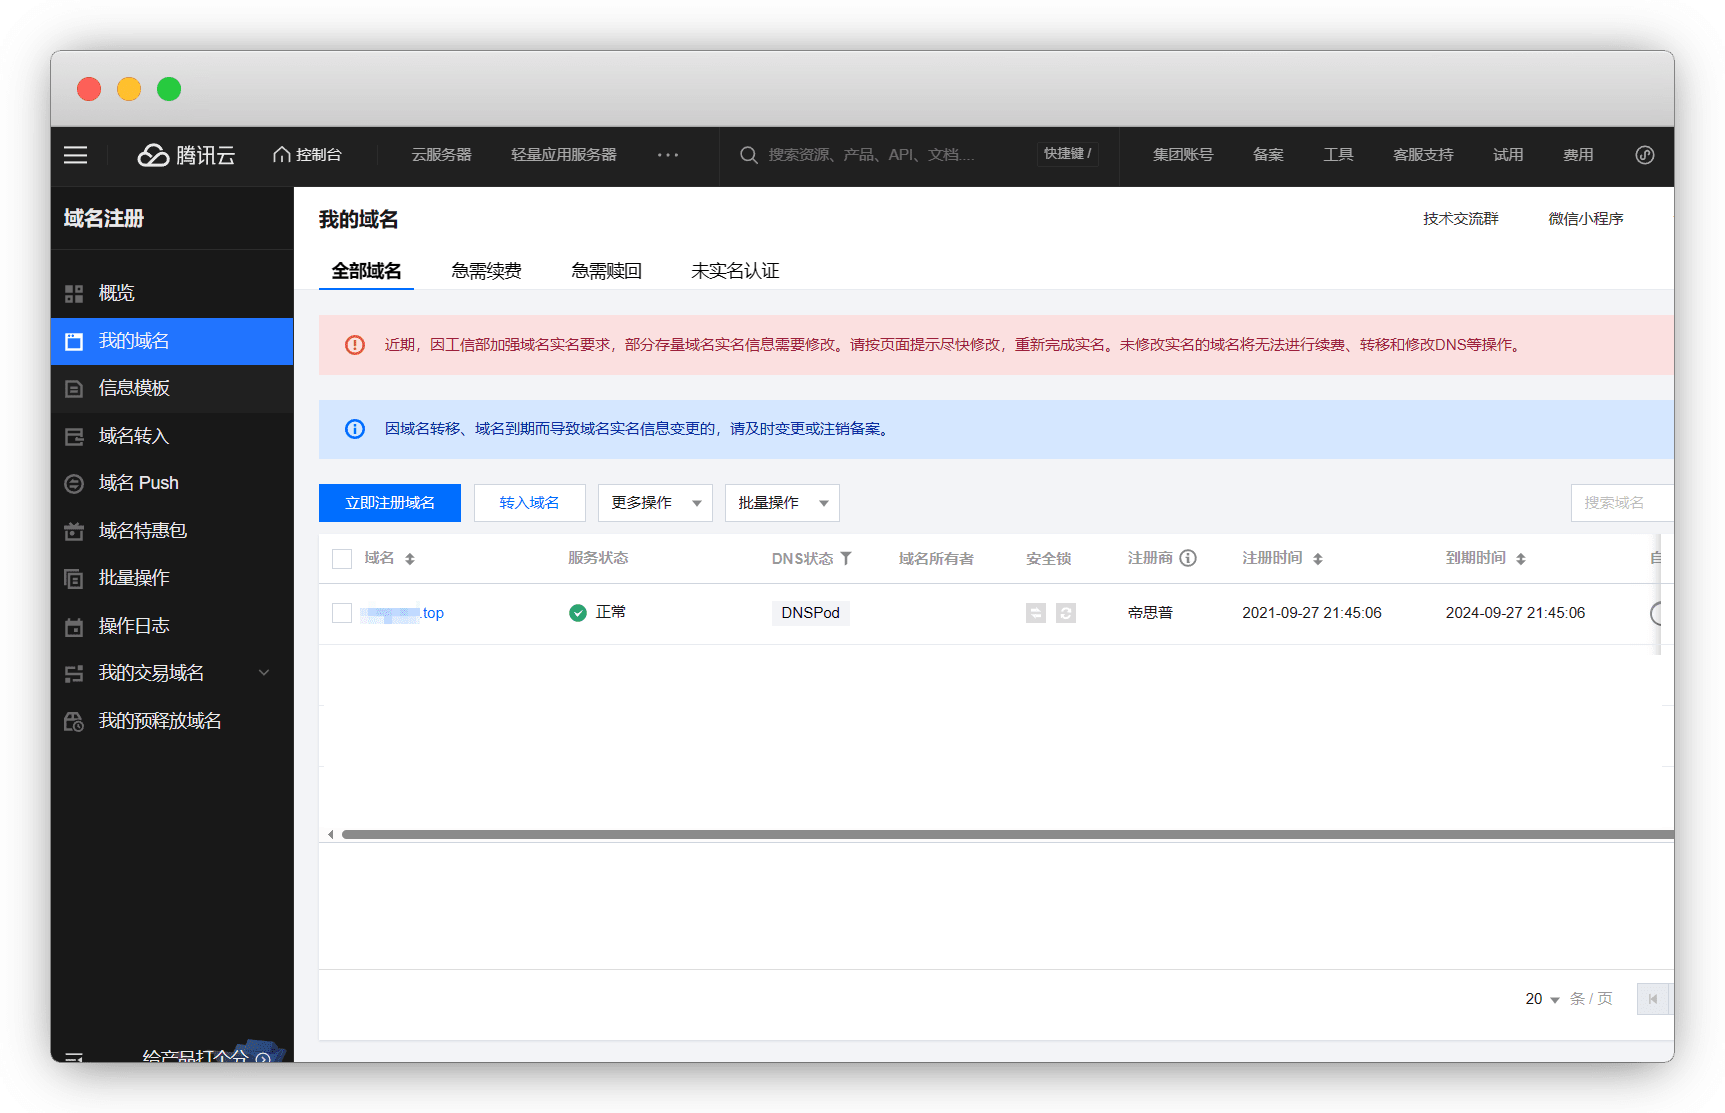 腾讯云 控制台 云服务器 轻量应用服务器 ··· 搜索资源、产品、API、文档.... 快捷键 / 集团账号 备案 工具 客服支持 试用 费用
域名注册
概览
我的域名
信息模板
域名转入
域名 Push
域名特惠包
批量操作
操作日志
我的交易域名
我的预释放域名
给产品打个分
我的域名 技术交流群 微信小程序
全部域名 急需续费 急需赎回 未实名认证
近期，因工信部加强域名实名要求，部分存量域名实名信息需要修改。请按页面提示尽快修改，重新完成实名。未修改实名的域名将无法进行续费、转移和修改DNS等操作。
因域名转移、域名到期而导致域名实名信息变更的，请及时变更或注销备案。
立即注册域名 转入域名 更多操作 批量操作 搜索域名
域名 服务状态 DNS状态 域名所有者 安全锁 注册商 注册时间 到期时间 自
.top 正常 DNSPod 帝思普 2021-09-27 21:45:06 2024-09-27 21:45:06
20 条 / 页